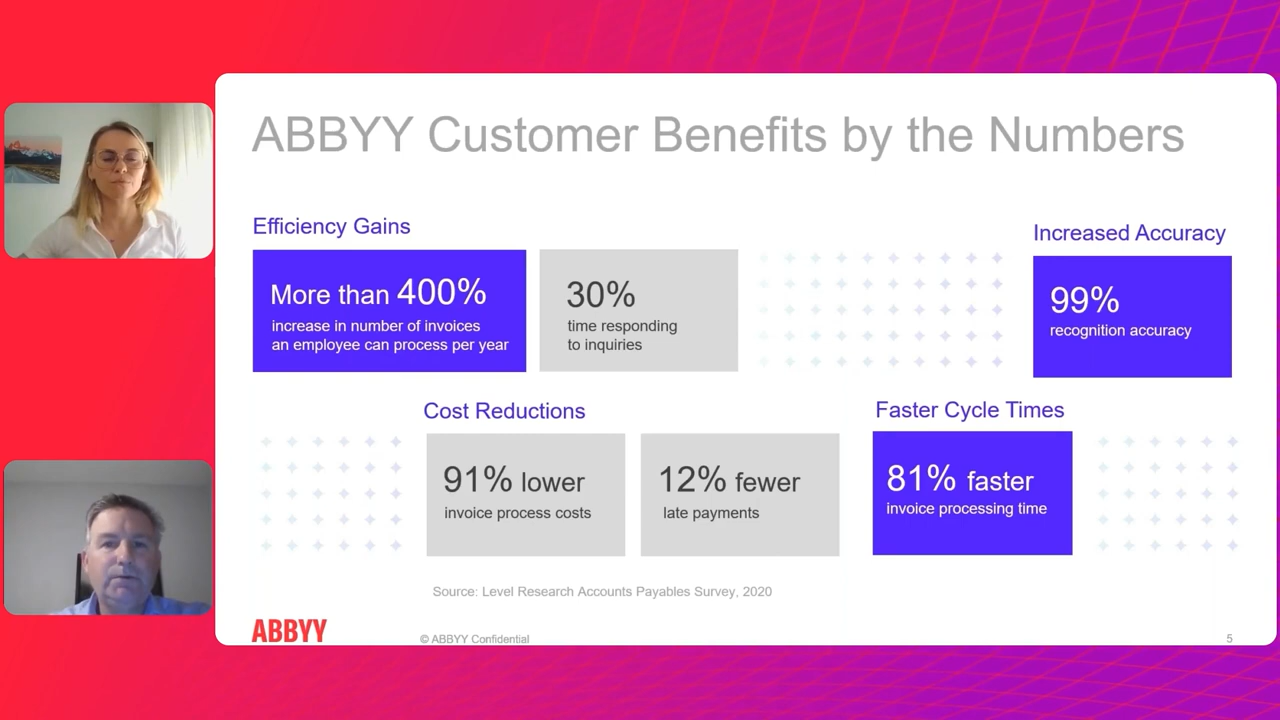 ABBYY Customer Benefits by the Numbers
Efficiency Gains
More than 400%
increase in number of invoices
an employee can process per year
30%
time responding
to inquiries
Increased Accuracy
99%
recognition accuracy
Cost Reductions
91% lower
invoice process costs
12% fewer
late payments
Faster Cycle Times
81% faster
invoice processing time
Source: Level Research Accounts Payables Survey, 2020
ABBYY
© ABBYY Confidential
5